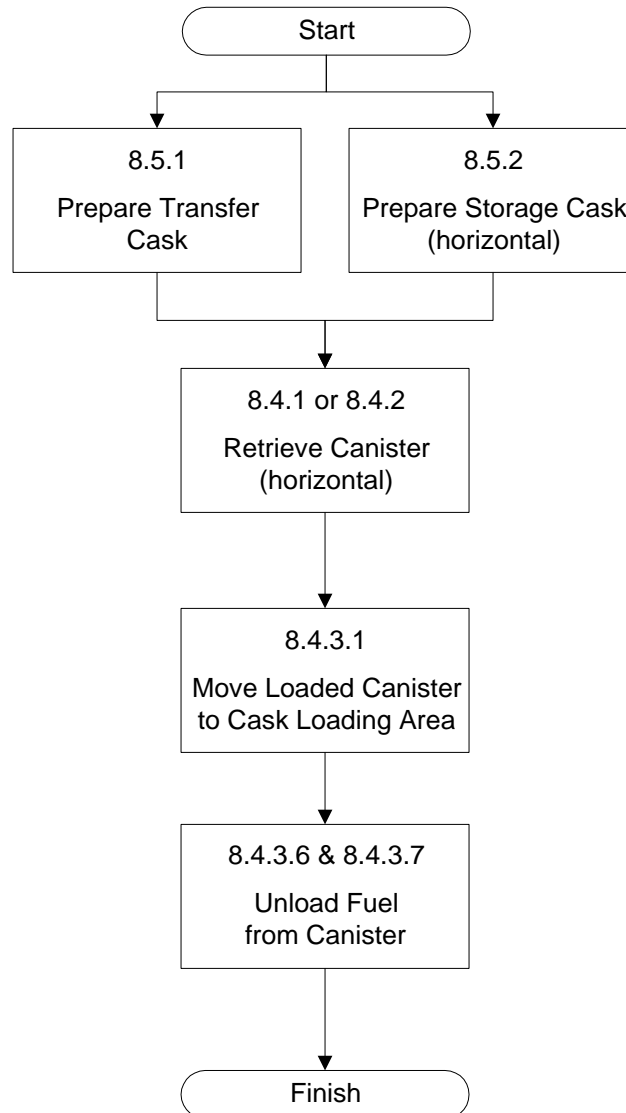 Start
8.5.1
Prepare Transfer
Cask
8.5.2
Prepare Storage Cask
(horizontal)
8.4.1 or 8.4.2
Retrieve Canister
(horizontal)
8.4.3.1
Move Loaded Canister
to Cask Loading Area
8.4.3.6 & 8.4.3.7
Unload Fuel
from Canister
Finish